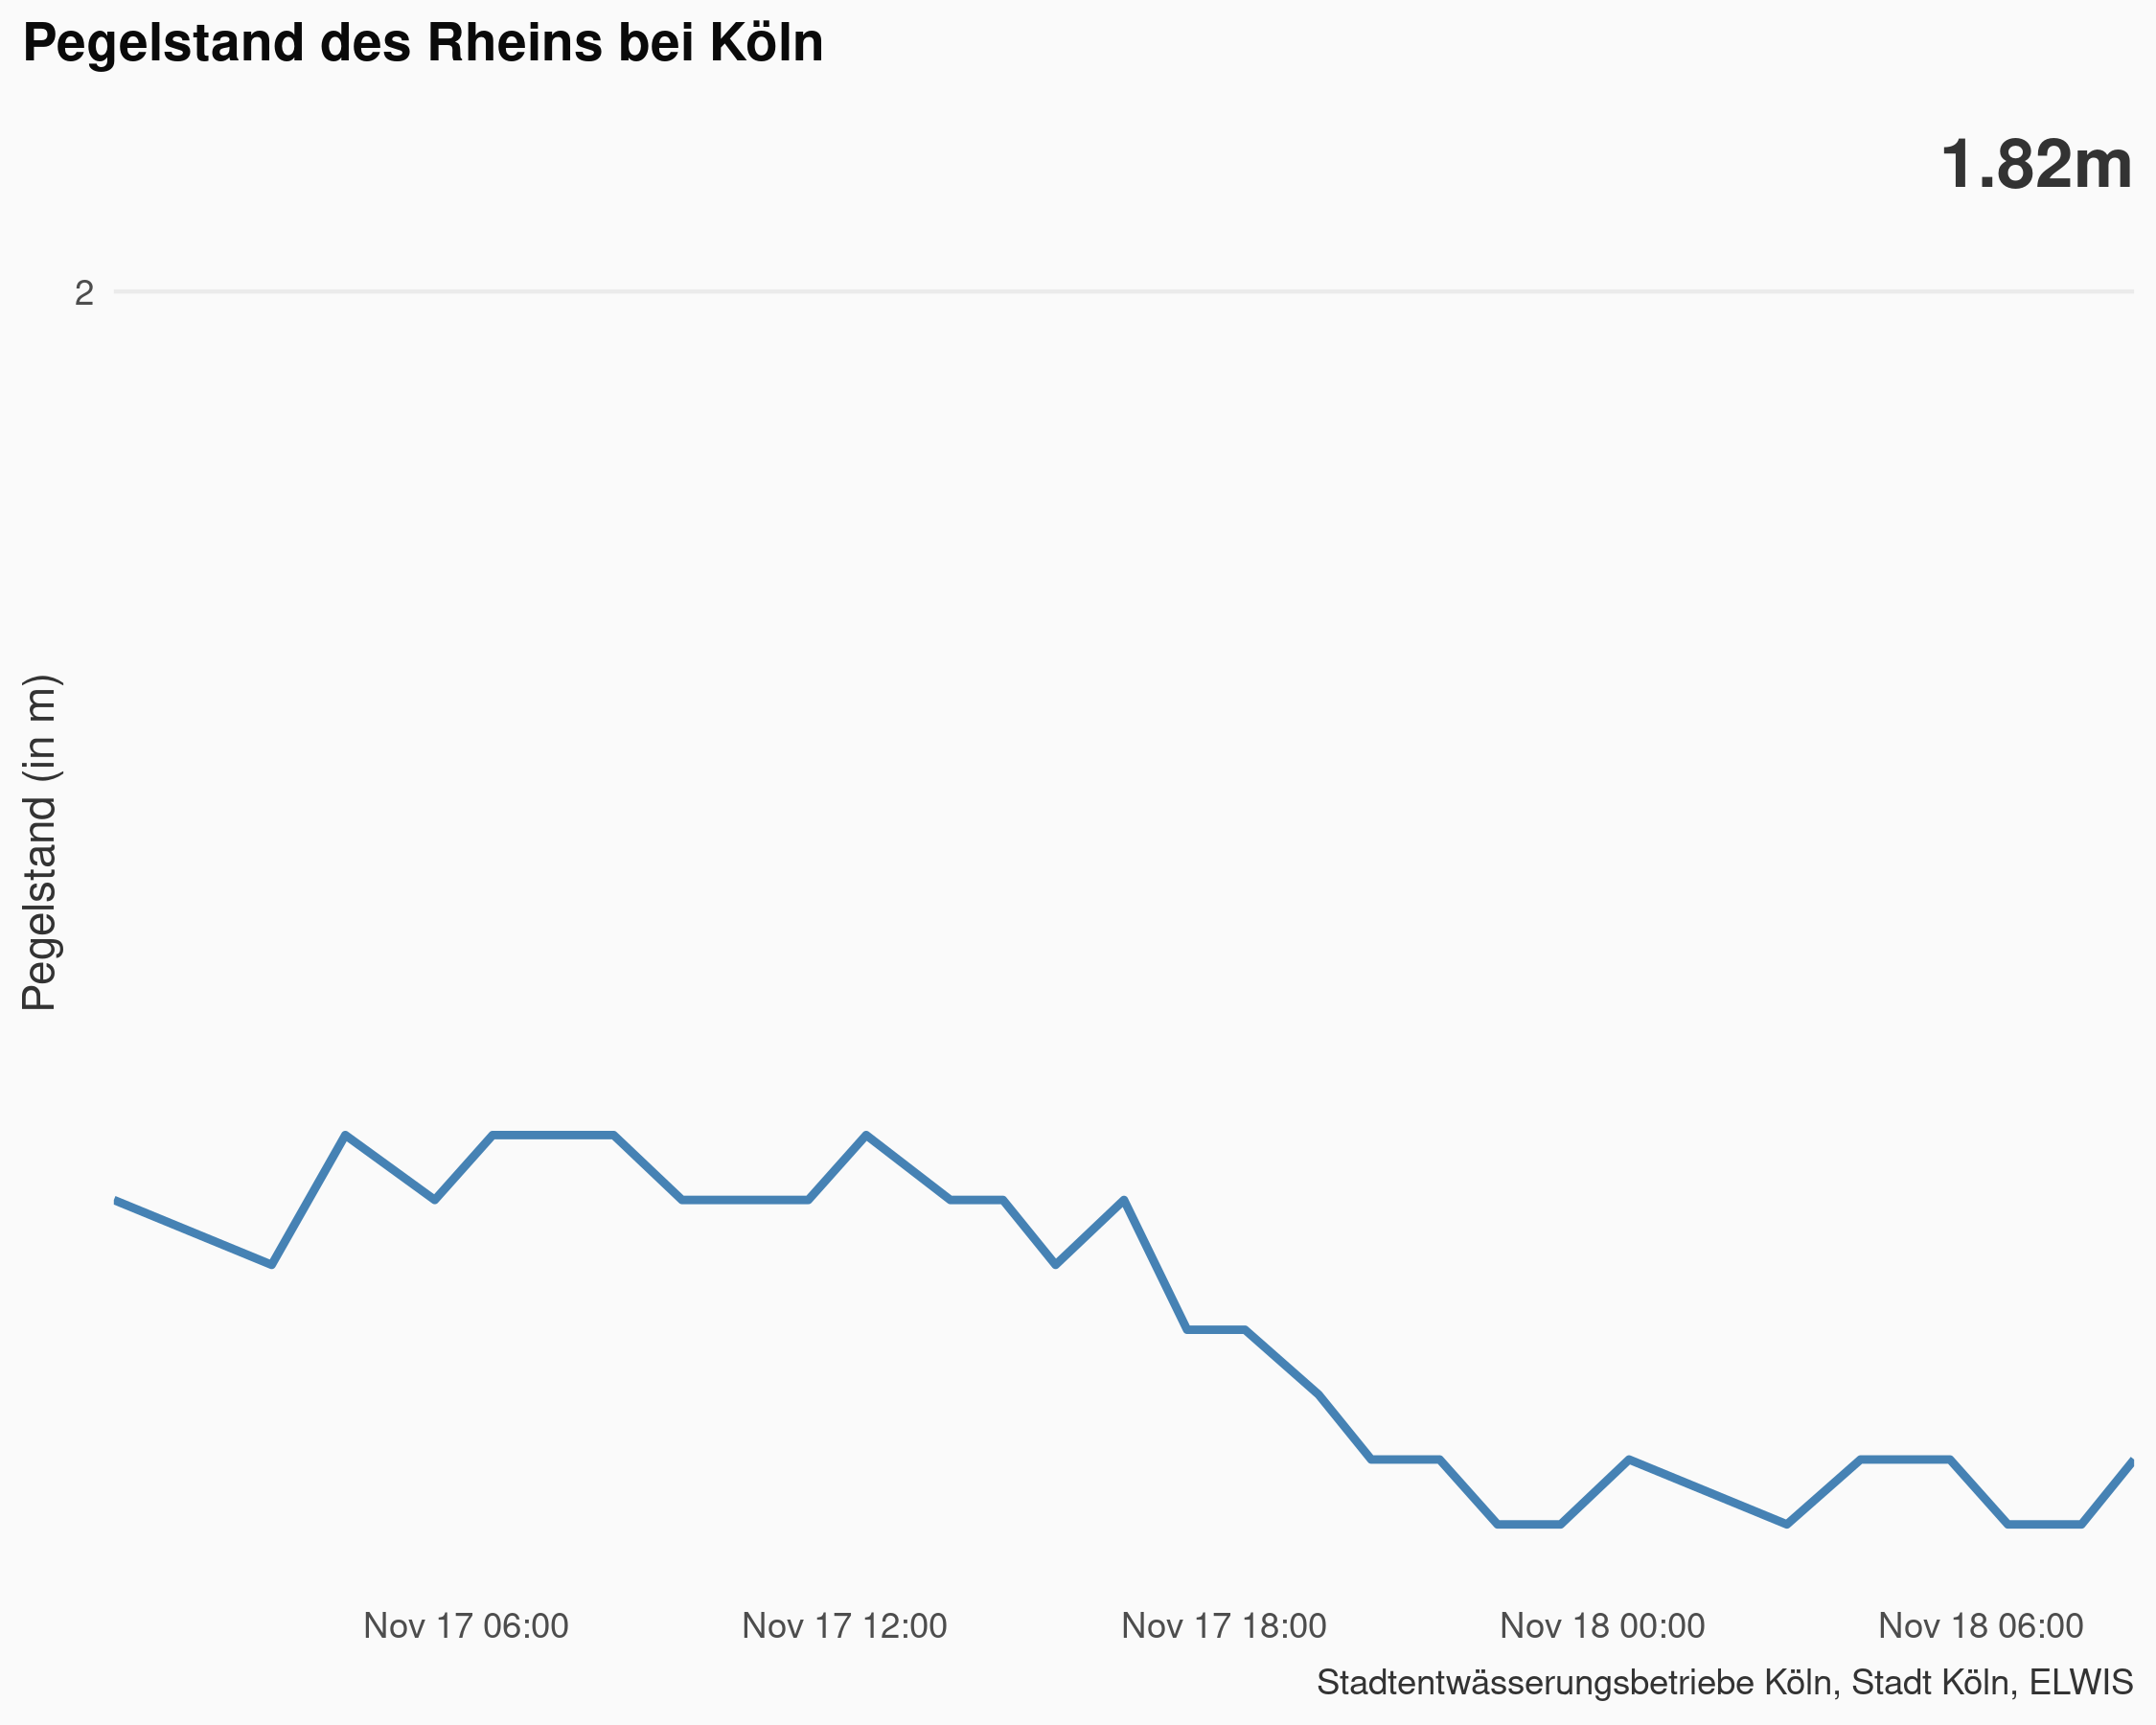 Pegelstand des Rheins bei Köln
1.82m
2
Pegelstand (in m)
Nov 17 06:00
Nov 17 12:00
Nov 17 18:00
Nov 18 00:00
Nov 18 06:00
Stadtentwässerungsbetriebe Köln, Stadt Köln, ELWIS